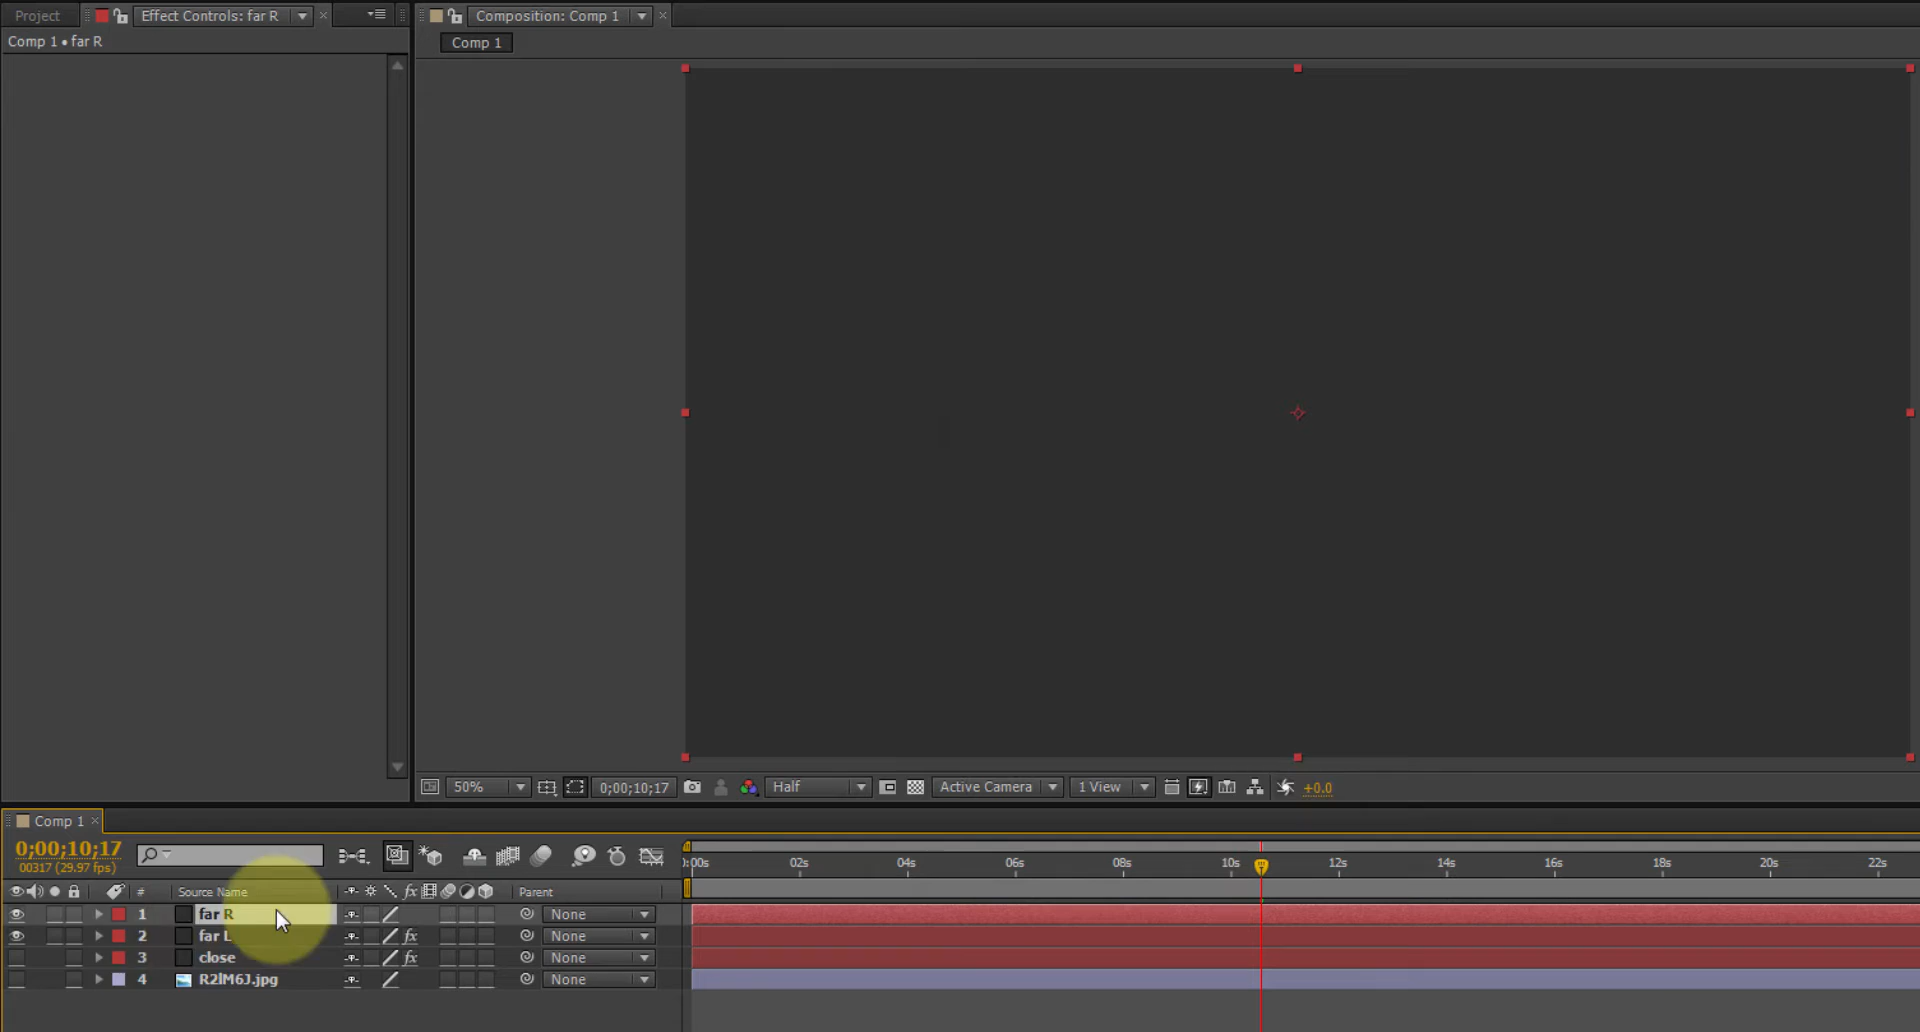 Project
Effect Controls: far R
Composition: Comp 1
Comp 1 • far R
Comp 1
50%
0;00;10;17
Half
Active Camera
1 View
+0.0
Comp 1
0;00;10;17
00317 (29.97 fps)
):00s
02s
04s
06s
08s
10s
12s
14s
16s
18s
20s
22s
#
Source Name
fx
Parent
1
far R
None
2
far L
fx
None
3
close
fx
None
4
R2lM6J.jpg
None